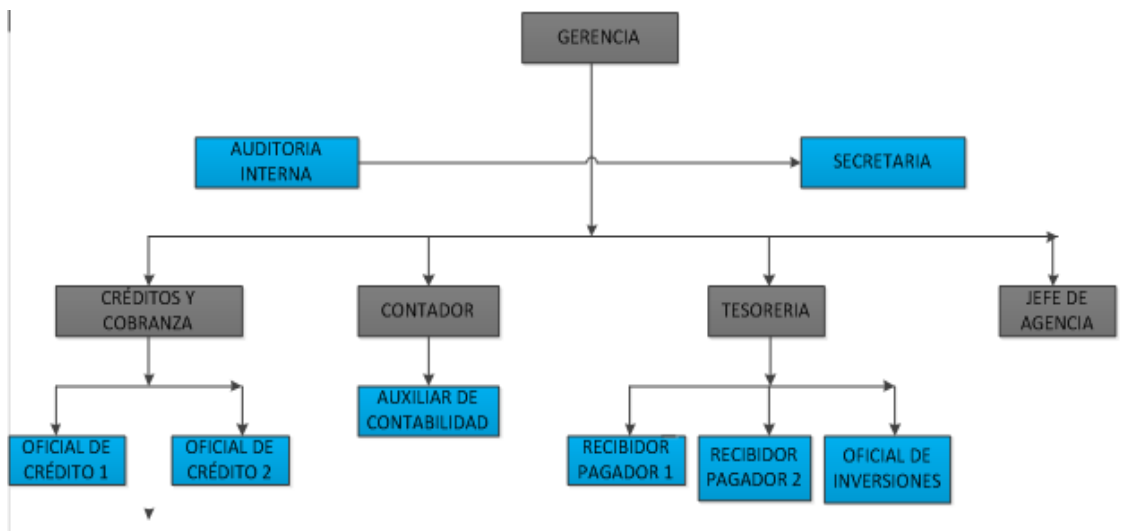 GERENCIA
AUDITORIA
INTERNA
SECRETARIA
CRÉDITOS Y
COBRANZA
CONTADOR
TESORERIA
JEFE DE
AGENCIA
OFICIAL DE
CRÉDITO 1
OFICIAL DE
CRÉDITO 2
AUXILIAR DE
CONTABILIDAD
RECIBIDOR
PAGADOR 1
RECIBIDOR
PAGADOR 2
OFICIAL DE
INVERSIONES